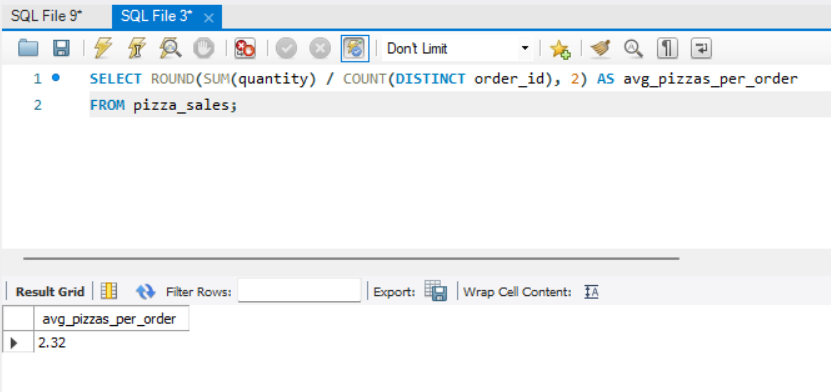 SQL File 9* SQL File 3* ×
Don't Limit
1 SELECT ROUND(SUM(quantity) / COUNT(DISTINCT order_id), 2) AS avg_pizzas_per_order
2 FROM pizza_sales;
Result Grid Filter Rows: Export: Wrap Cell Content:
avg_pizzas_per_order
2.32